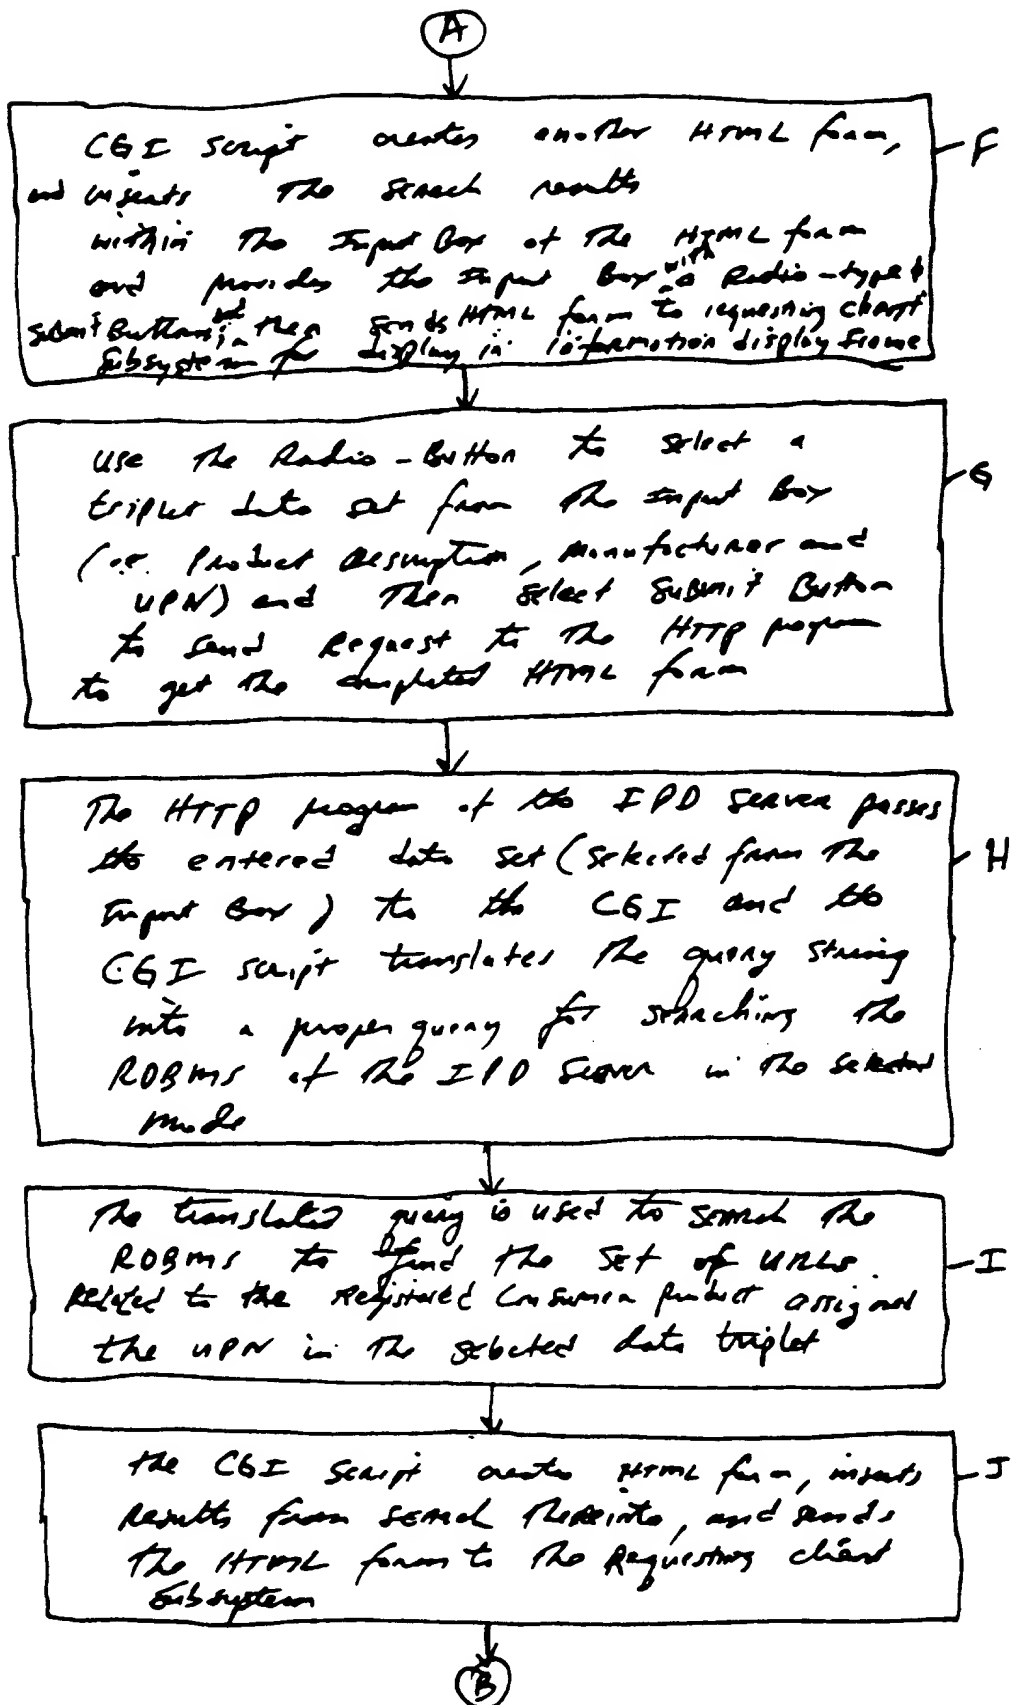 A
CGI script creates another HTML form,
and inserts the search results
within the Input Box of the HTML form
and provides the Input Box with a Radio-type &
submit Buttons, and then sends HTML form to requesting client
subsystem for display in information display frame
F
use the Radio-Button to select a
triplet data set from the Input Box
(i.e. Product Description, Manufacturer and
UPN) and then select Submit Button
to send Request to the HTTP program
to get the completed HTML form
G
The HTTP program of the IPD Server passes
the entered data set (selected from the
Input Box) to the CGI and the
CGI script translates the query string
into a proper query for searching the
RDBMS of the IPD Server in the selected
mode
H
The translated query is used to search the
RDBMS to find the set of URLs
Related to the registered Consumer product assigned
the UPN in the selected data triplet
I
the CGI script creates HTML form, inserts
Results from search thereinto, and sends
the HTML form to the Requesting client
subsystem
J
B